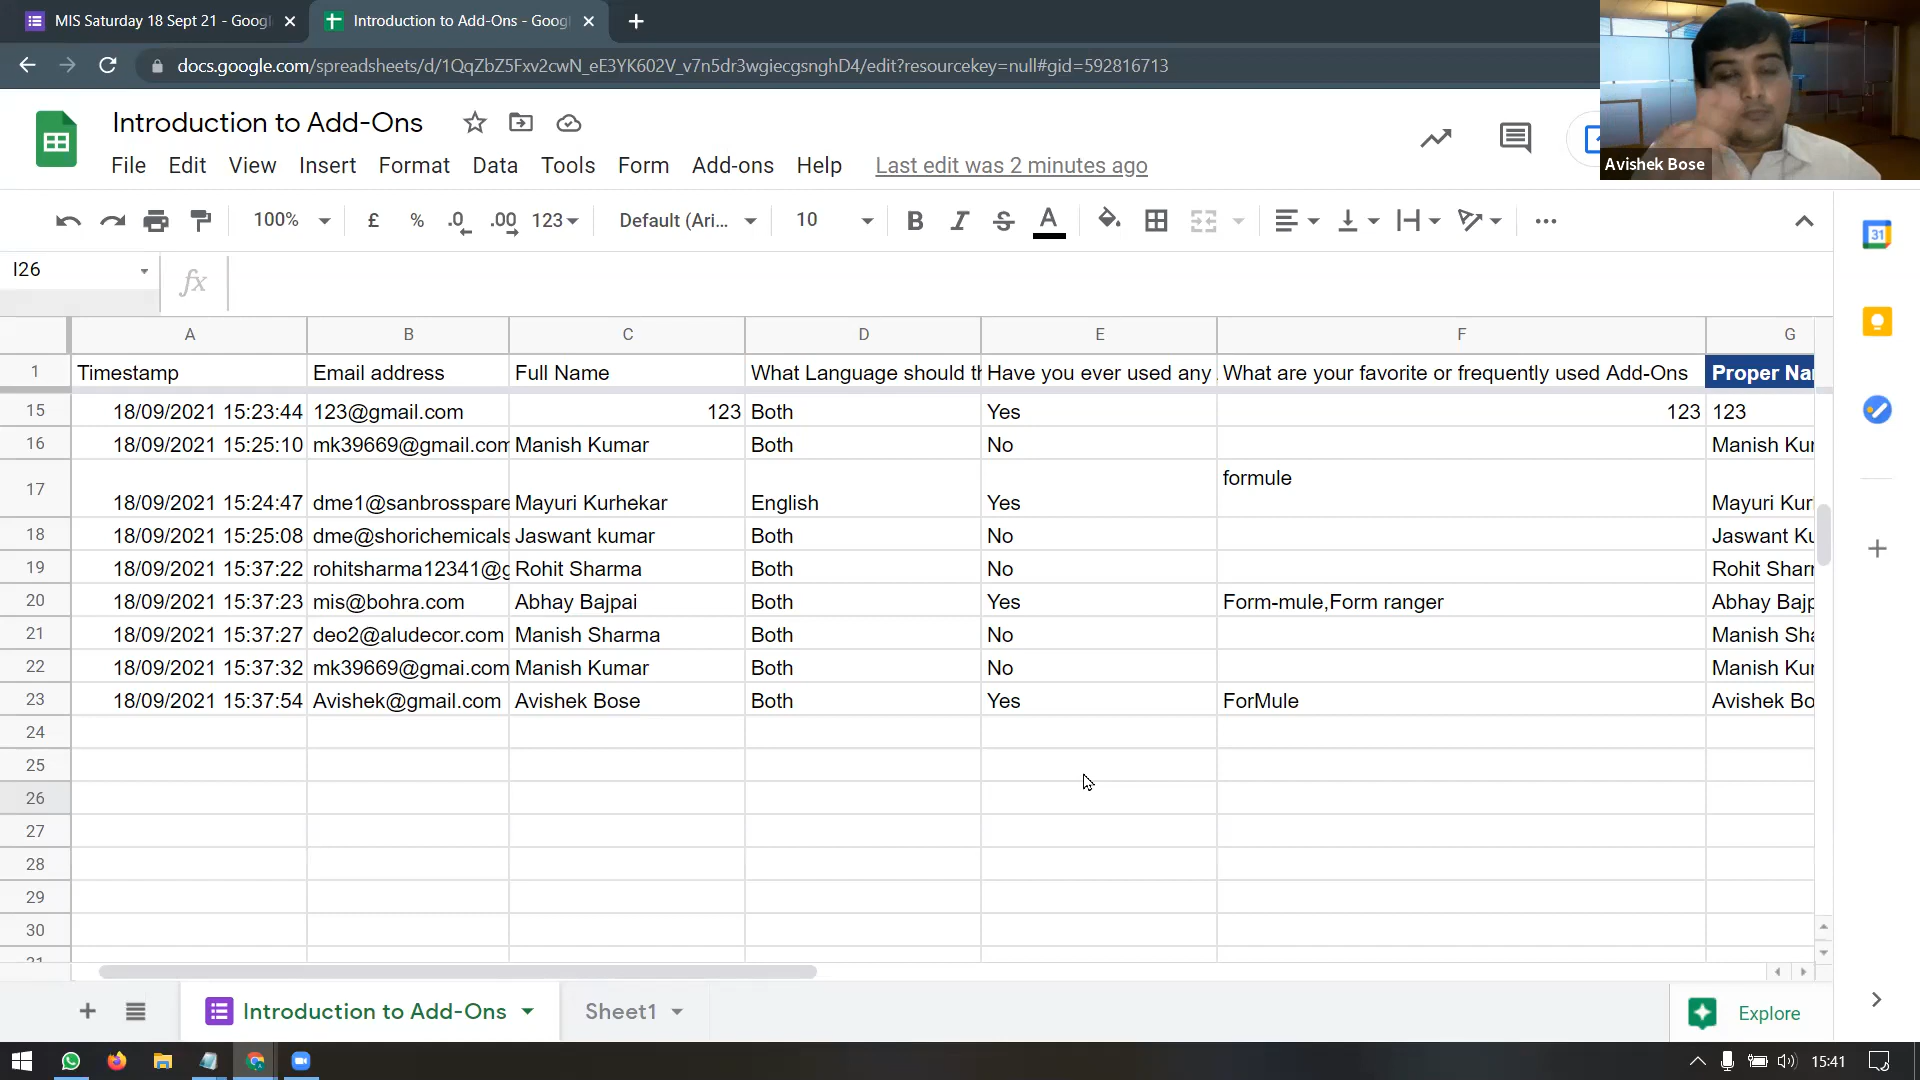 MIS Saturday 18 Sept 21 - Googl
Introduction to Add-Ons - Goog
docs.google.com/spreadsheets/d/1QqZbZ5Fxv2cwN_eE3YK602V_v7n5dr3wgiecgsnghD4/edit?resourcekey=null#gid=592816713
Introduction to Add-Ons
File Edit View Insert Format Data Tools Form Add-ons Help Last edit was 2 minutes ago
Avishek Bose
100% £ % .0 .00 123 Default (Ari... 10 B I S A ...
31
I26 fx
A B C D E F G
1 Timestamp Email address Full Name What Language should th Have you ever used any What are your favorite or frequently used Add-Ons Proper Nam
15 18/09/2021 15:23:44 123@gmail.com 123 Both Yes 123 123
16 18/09/2021 15:25:10 mk39669@gmail.com Manish Kumar Both No Manish Kum
17 18/09/2021 15:24:47 dme1@sanbrosspare Mayuri Kurhekar English Yes formule Mayuri Kur
18 18/09/2021 15:25:08 dme@shorichemicals Jaswant kumar Both No Jaswant Ku
19 18/09/2021 15:37:22 rohitsharma12341@g Rohit Sharma Both No Rohit Sharm
20 18/09/2021 15:37:23 mis@bohra.com Abhay Bajpai Both Yes Form-mule,Form ranger Abhay Bajp
21 18/09/2021 15:37:27 deo2@aludecor.com Manish Sharma Both No Manish Sha
22 18/09/2021 15:37:32 mk39669@gmai.com Manish Kumar Both No Manish Kum
23 18/09/2021 15:37:54 Avishek@gmail.com Avishek Bose Both Yes ForMule Avishek Bo
24
25
26
27
28
29
30
31
Introduction to Add-Ons Sheet1 Explore
15:41